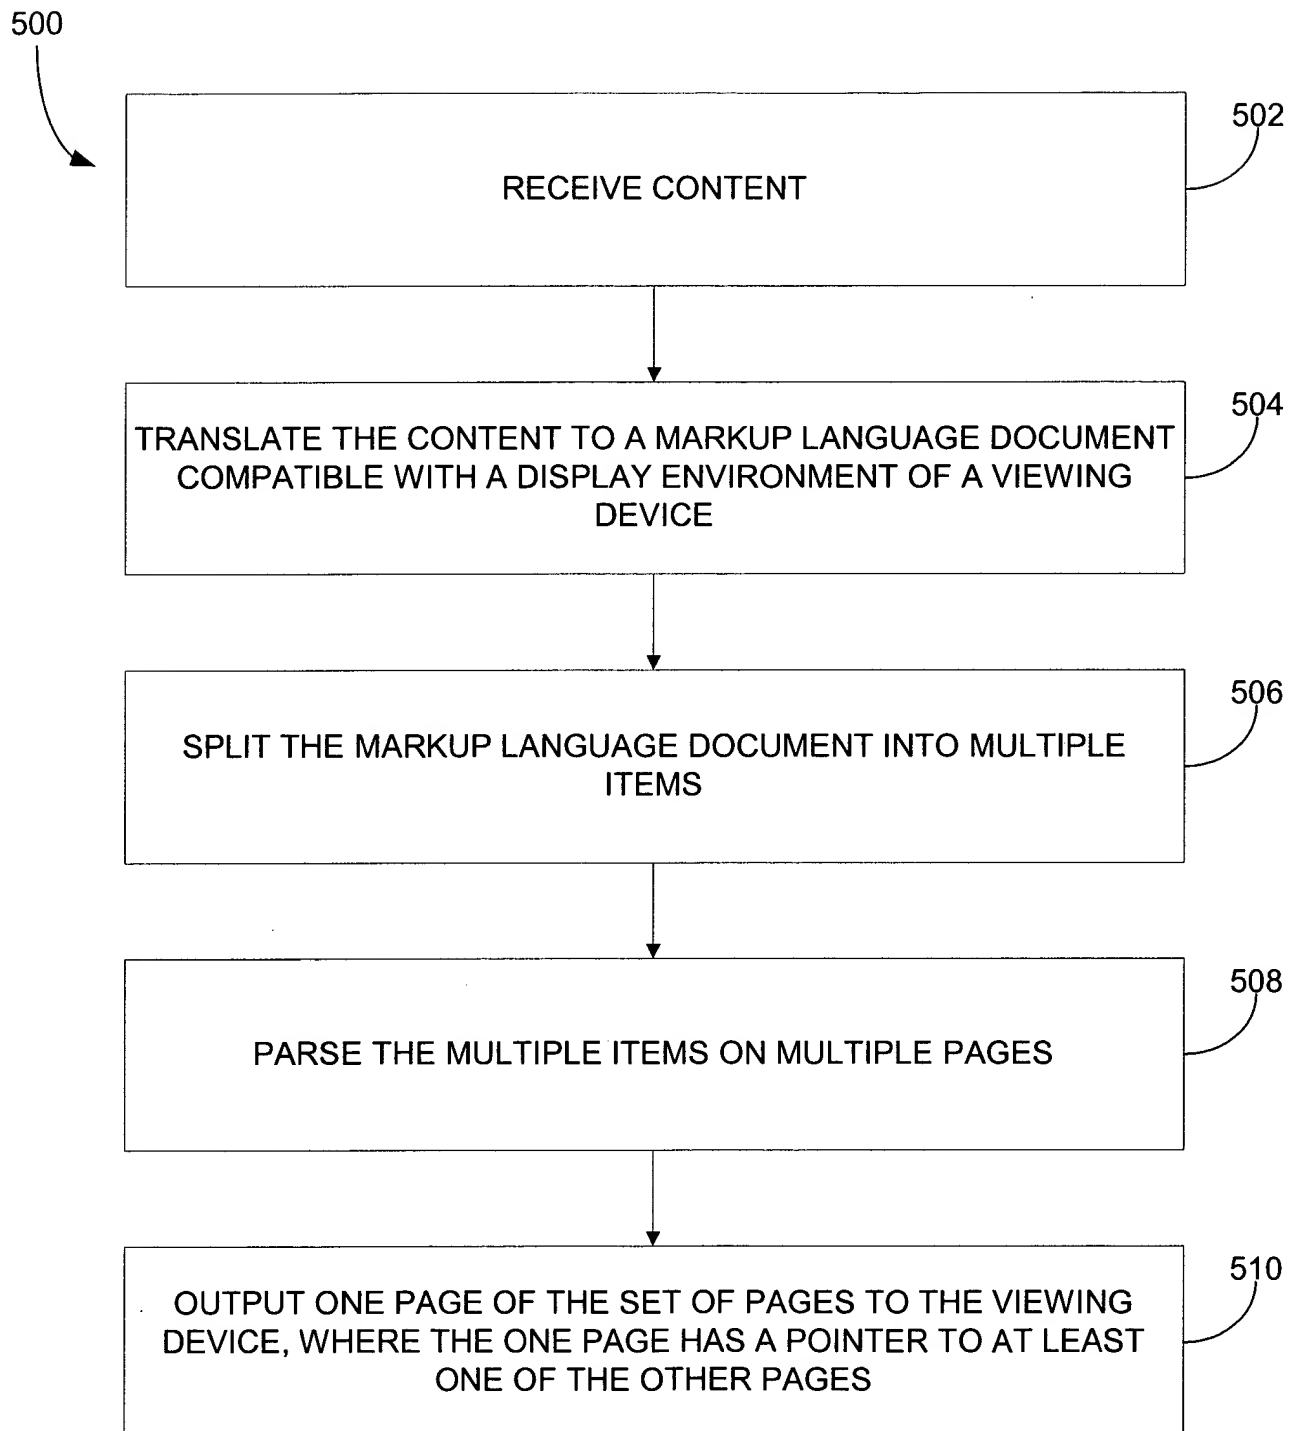 500
502
RECEIVE CONTENT
504
TRANSLATE THE CONTENT TO A MARKUP LANGUAGE DOCUMENT
COMPATIBLE WITH A DISPLAY ENVIRONMENT OF A VIEWING
DEVICE
506
SPLIT THE MARKUP LANGUAGE DOCUMENT INTO MULTIPLE
ITEMS
508
PARSE THE MULTIPLE ITEMS ON MULTIPLE PAGES
510
OUTPUT ONE PAGE OF THE SET OF PAGES TO THE VIEWING
DEVICE, WHERE THE ONE PAGE HAS A POINTER TO AT LEAST
ONE OF THE OTHER PAGES